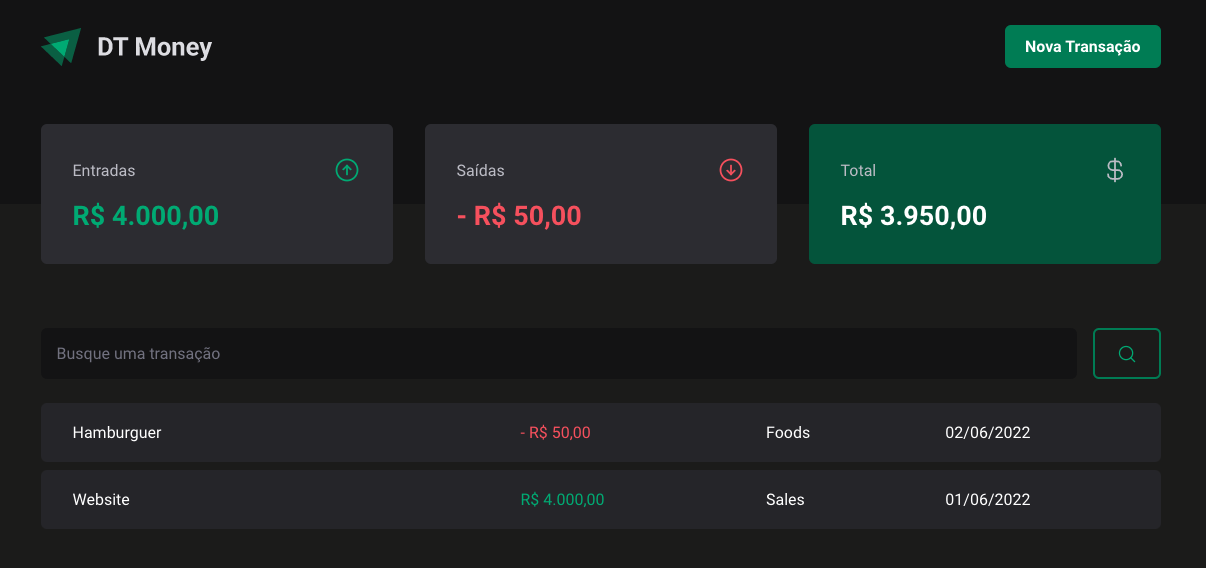 DT Money
Nova Transação
Entradas
R$ 4.000,00
Saídas
- R$ 50,00
Total
R$ 3.950,00
Busque uma transação
Hamburguer - R$ 50,00 Foods 02/06/2022
Website R$ 4.000,00 Sales 01/06/2022